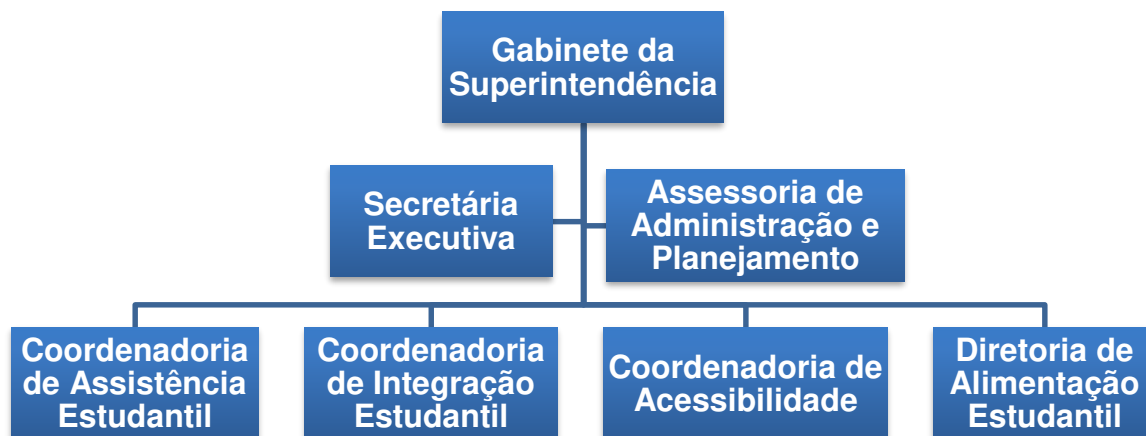 Gabinete da
Superintendência
Secretária
Executiva
Assessoria de
Administração e
Planejamento
Coordenadoria
de Assistência
Estudantil
Coordenadoria
de Integração
Estudantil
Coordenadoria de
Acessibilidade
Diretoria de
Alimentação
Estudantil